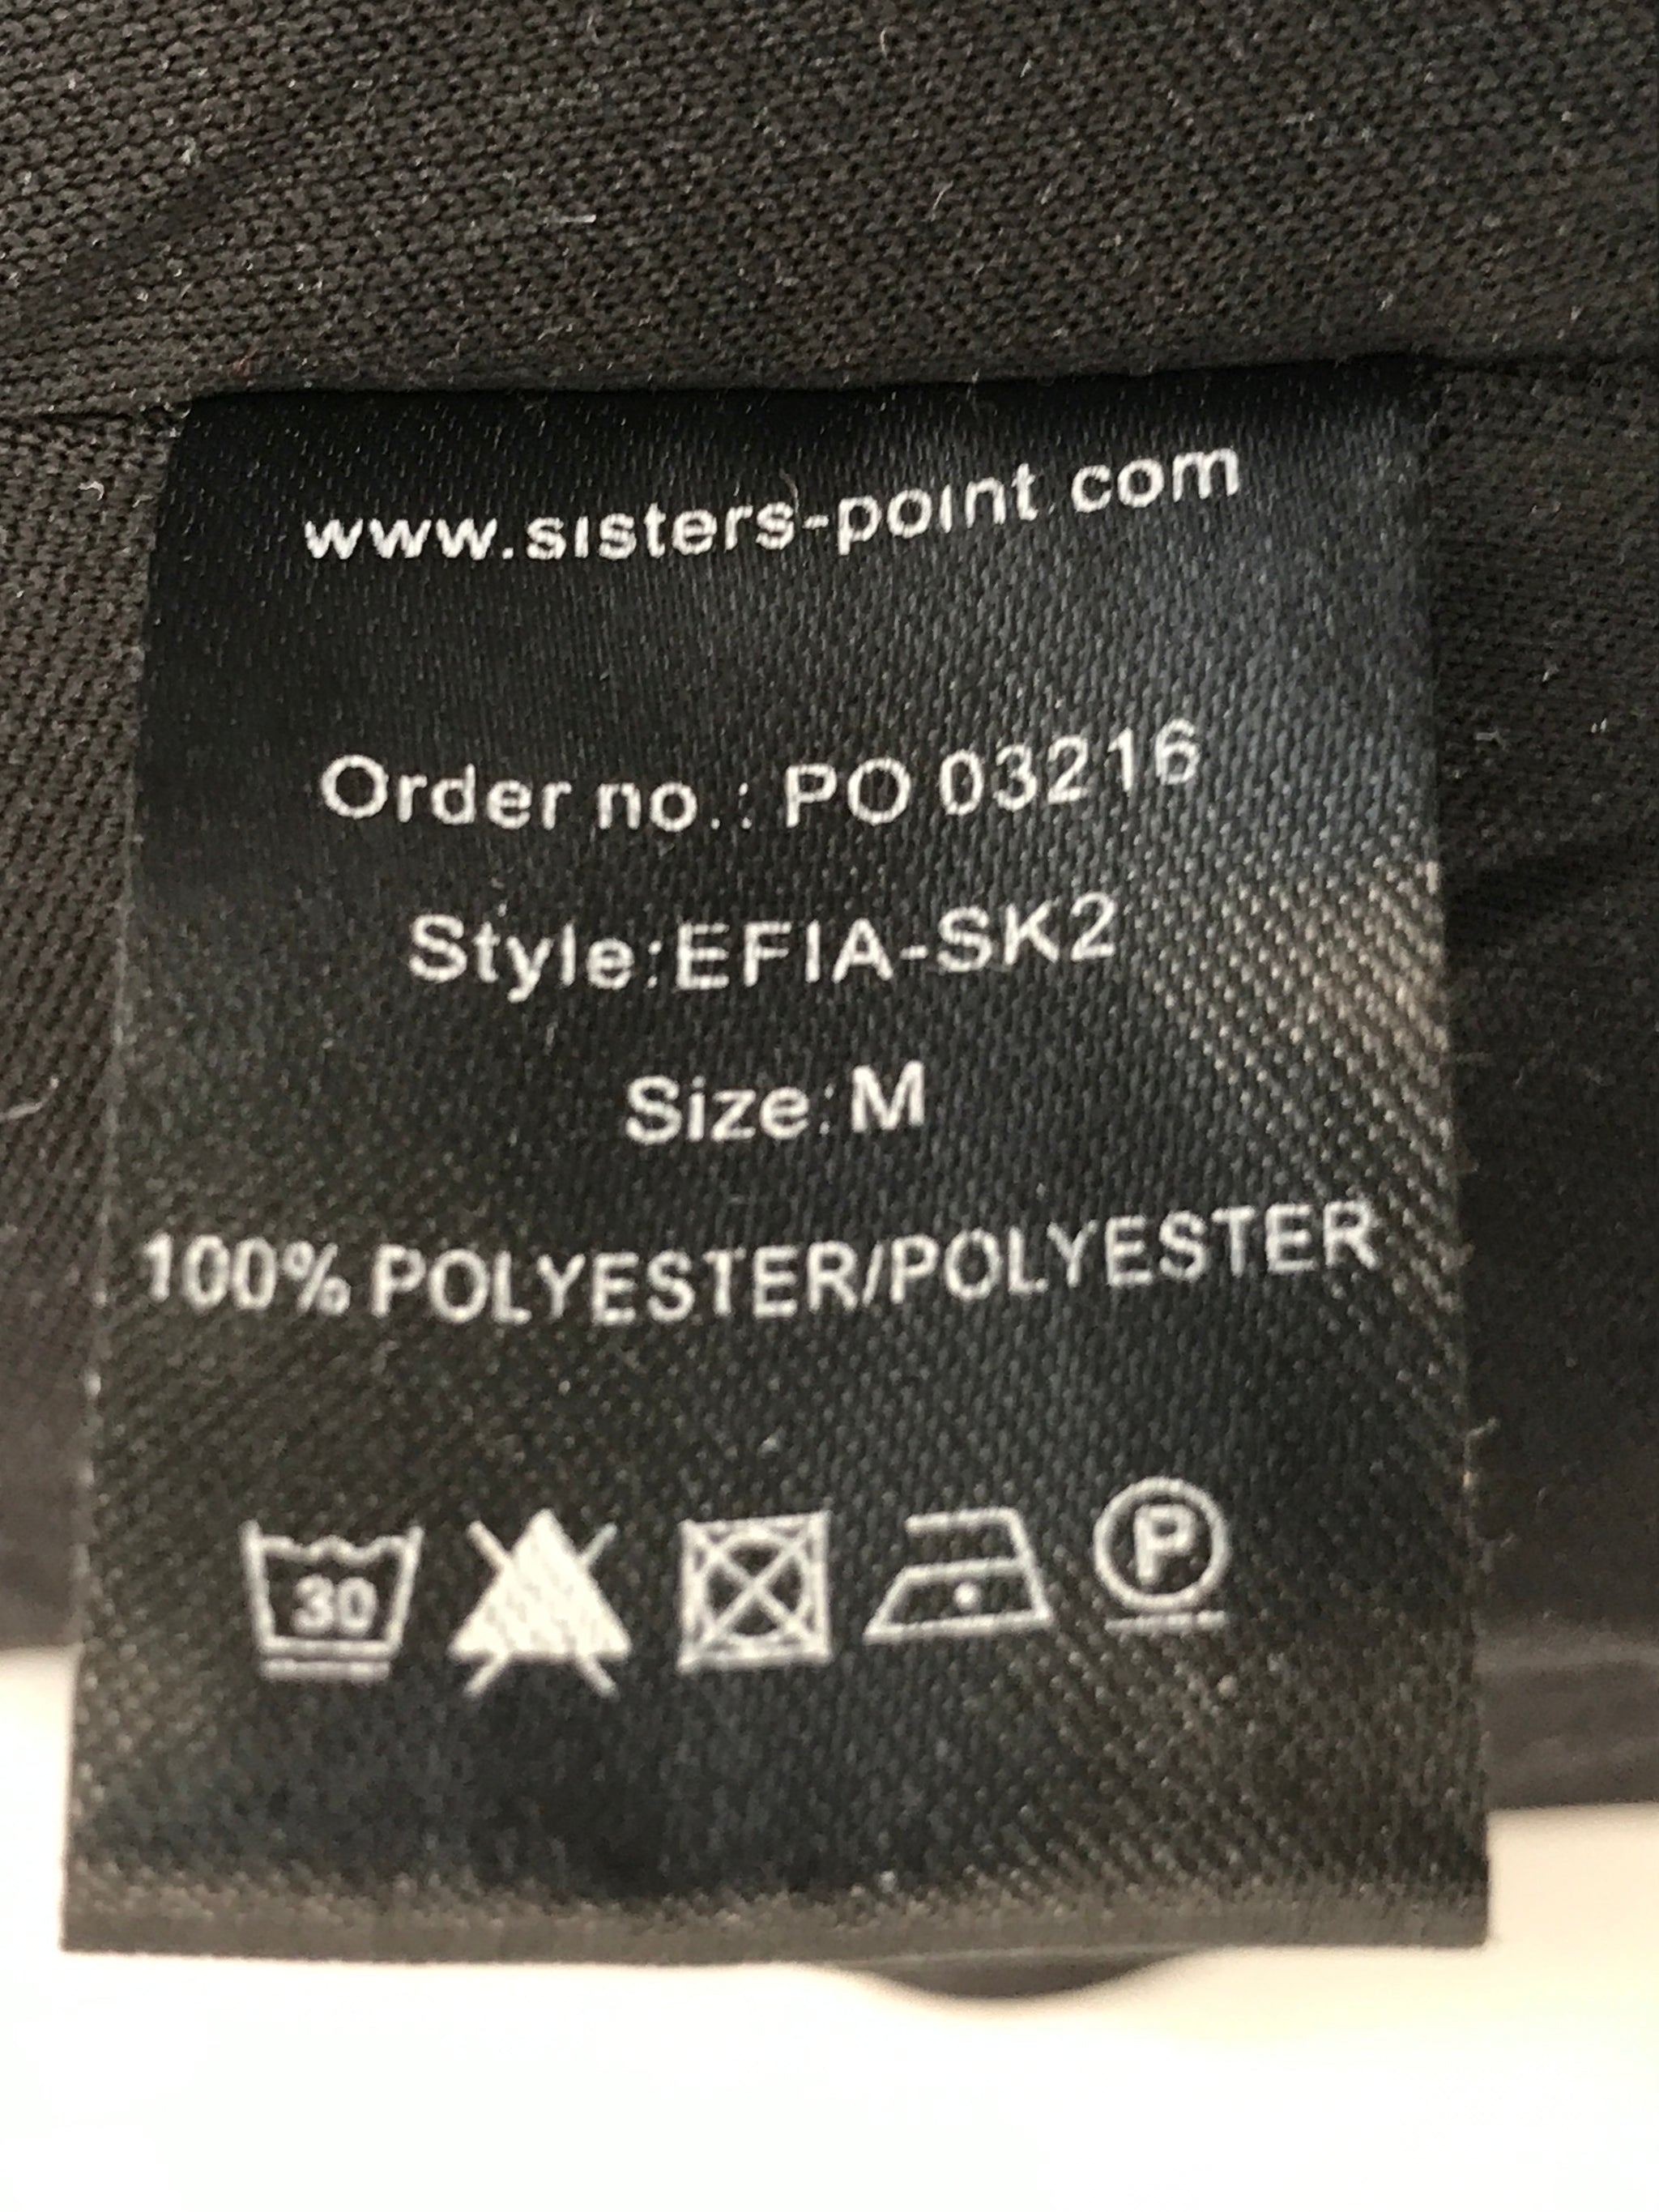 www.sisters-point.com
Order no.: PO 03216
Style:EFIA-SK2
Size:M
100% POLYESTER/POLYESTER
30 P